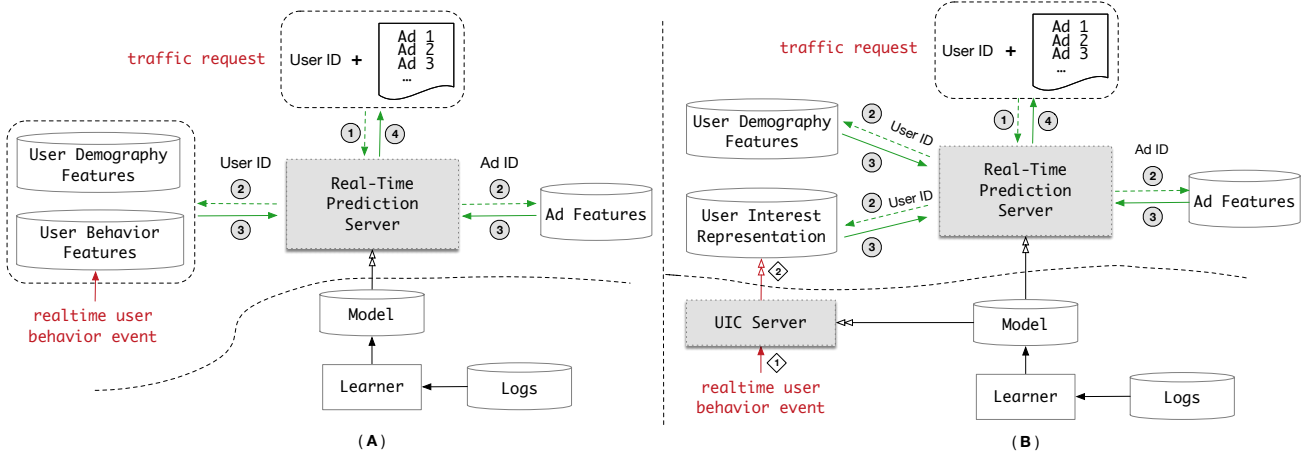 traffic request
User ID +
Ad 1
Ad 2
Ad 3
...
1
4
User Demography
Features
User Behavior
Features
User ID
2
3
Real-Time
Prediction
Server
Ad ID
2
3
Ad Features
realtime user
behavior event
Model
Learner
Logs
(A)
traffic request
User ID +
Ad 1
Ad 2
Ad 3
...
1
4
User Demography
Features
2
User ID
3
User Interest
Representation
2
User ID
3
Real-Time
Prediction
Server
Ad ID
2
3
Ad Features
2
UIC Server
Model
1
realtime user
behavior event
Learner
Logs
(B)